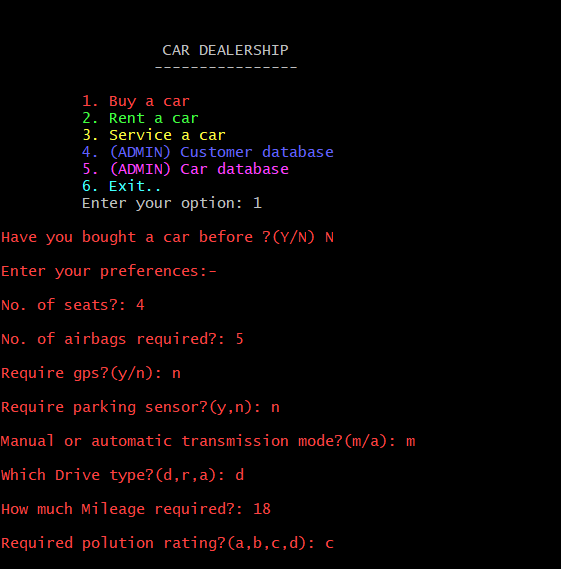 CAR DEALERSHIP
----------------
1. Buy a car
2. Rent a car
3. Service a car
4. (ADMIN) Customer database
5. (ADMIN) Car database
6. Exit..
Enter your option: 1
Have you bought a car before ?(Y/N) N
Enter your preferences:-
No. of seats?: 4
No. of airbags required?: 5
Require gps?(y/n): n
Require parking sensor?(y,n): n
Manual or automatic transmission mode?(m/a): m
Which Drive type?(d,r,a): d
How much Mileage required?: 18
Required polution rating?(a,b,c,d): c